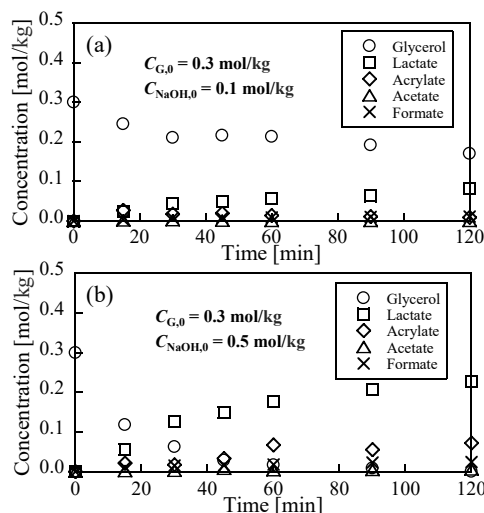 0.5
(a)
C_G,0 = 0.3 mol/kg
C_NaOH,0 = 0.1 mol/kg
Glycerol
Lactate
Acrylate
Acetate
Formate
0.4
0.3
0.2
0.1
0.0
Concentration [mol/kg]
0 20 40 60 80 100 120
Time [min]
0.5
(b)
C_G,0 = 0.3 mol/kg
C_NaOH,0 = 0.5 mol/kg
Glycerol
Lactate
Acrylate
Acetate
Formate
0.4
0.3
0.2
0.1
0.0
Concentration [mol/kg]
0 20 40 60 80 100 120
Time [min]